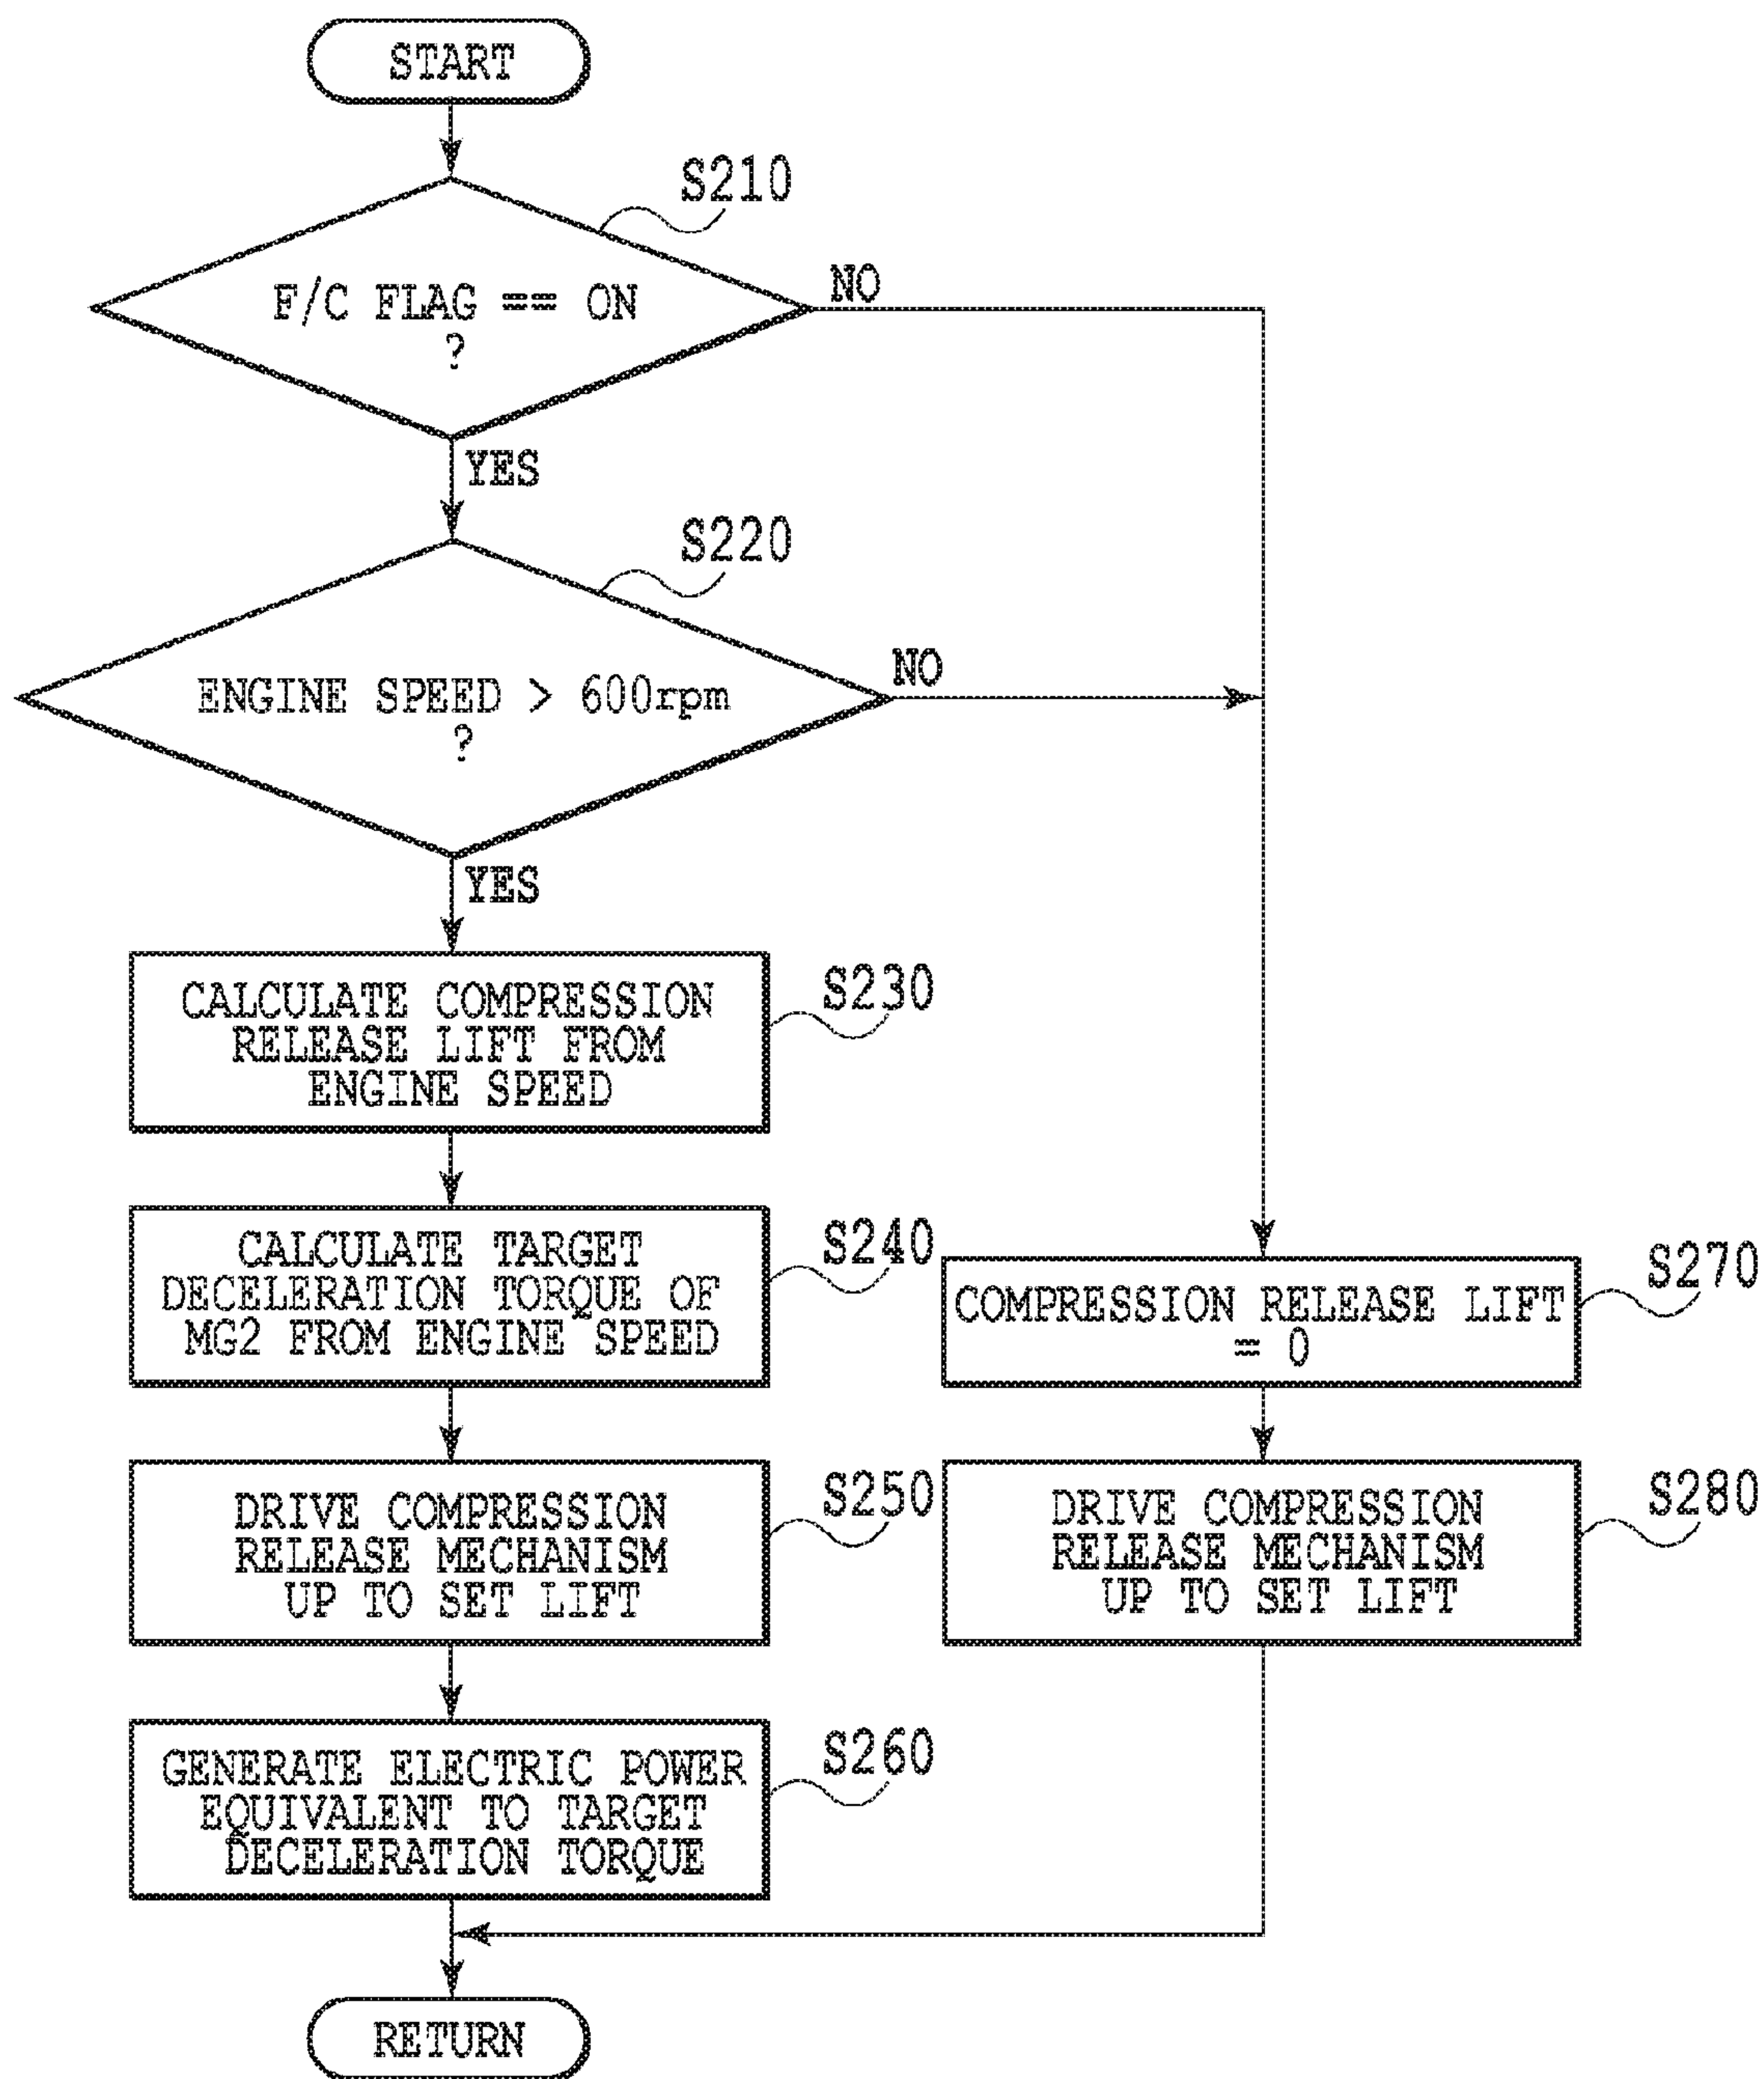 START
S210
F/C FLAG == ON
?
NO
YES
S220
ENGINE SPEED > 600rpm
?
NO
YES
CALCULATE COMPRESSION
RELEASE LIFT FROM
ENGINE SPEED
S230
CALCULATE TARGET
DECELERATION TORQUE OF
MG2 FROM ENGINE SPEED
S240
COMPRESSION RELEASE LIFT
= 0
S270
DRIVE COMPRESSION
RELEASE MECHANISM
UP TO SET LIFT
S250
DRIVE COMPRESSION
RELEASE MECHANISM
UP TO SET LIFT
S280
GENERATE ELECTRIC POWER
EQUIVALENT TO TARGET
DECELERATION TORQUE
S260
RETURN